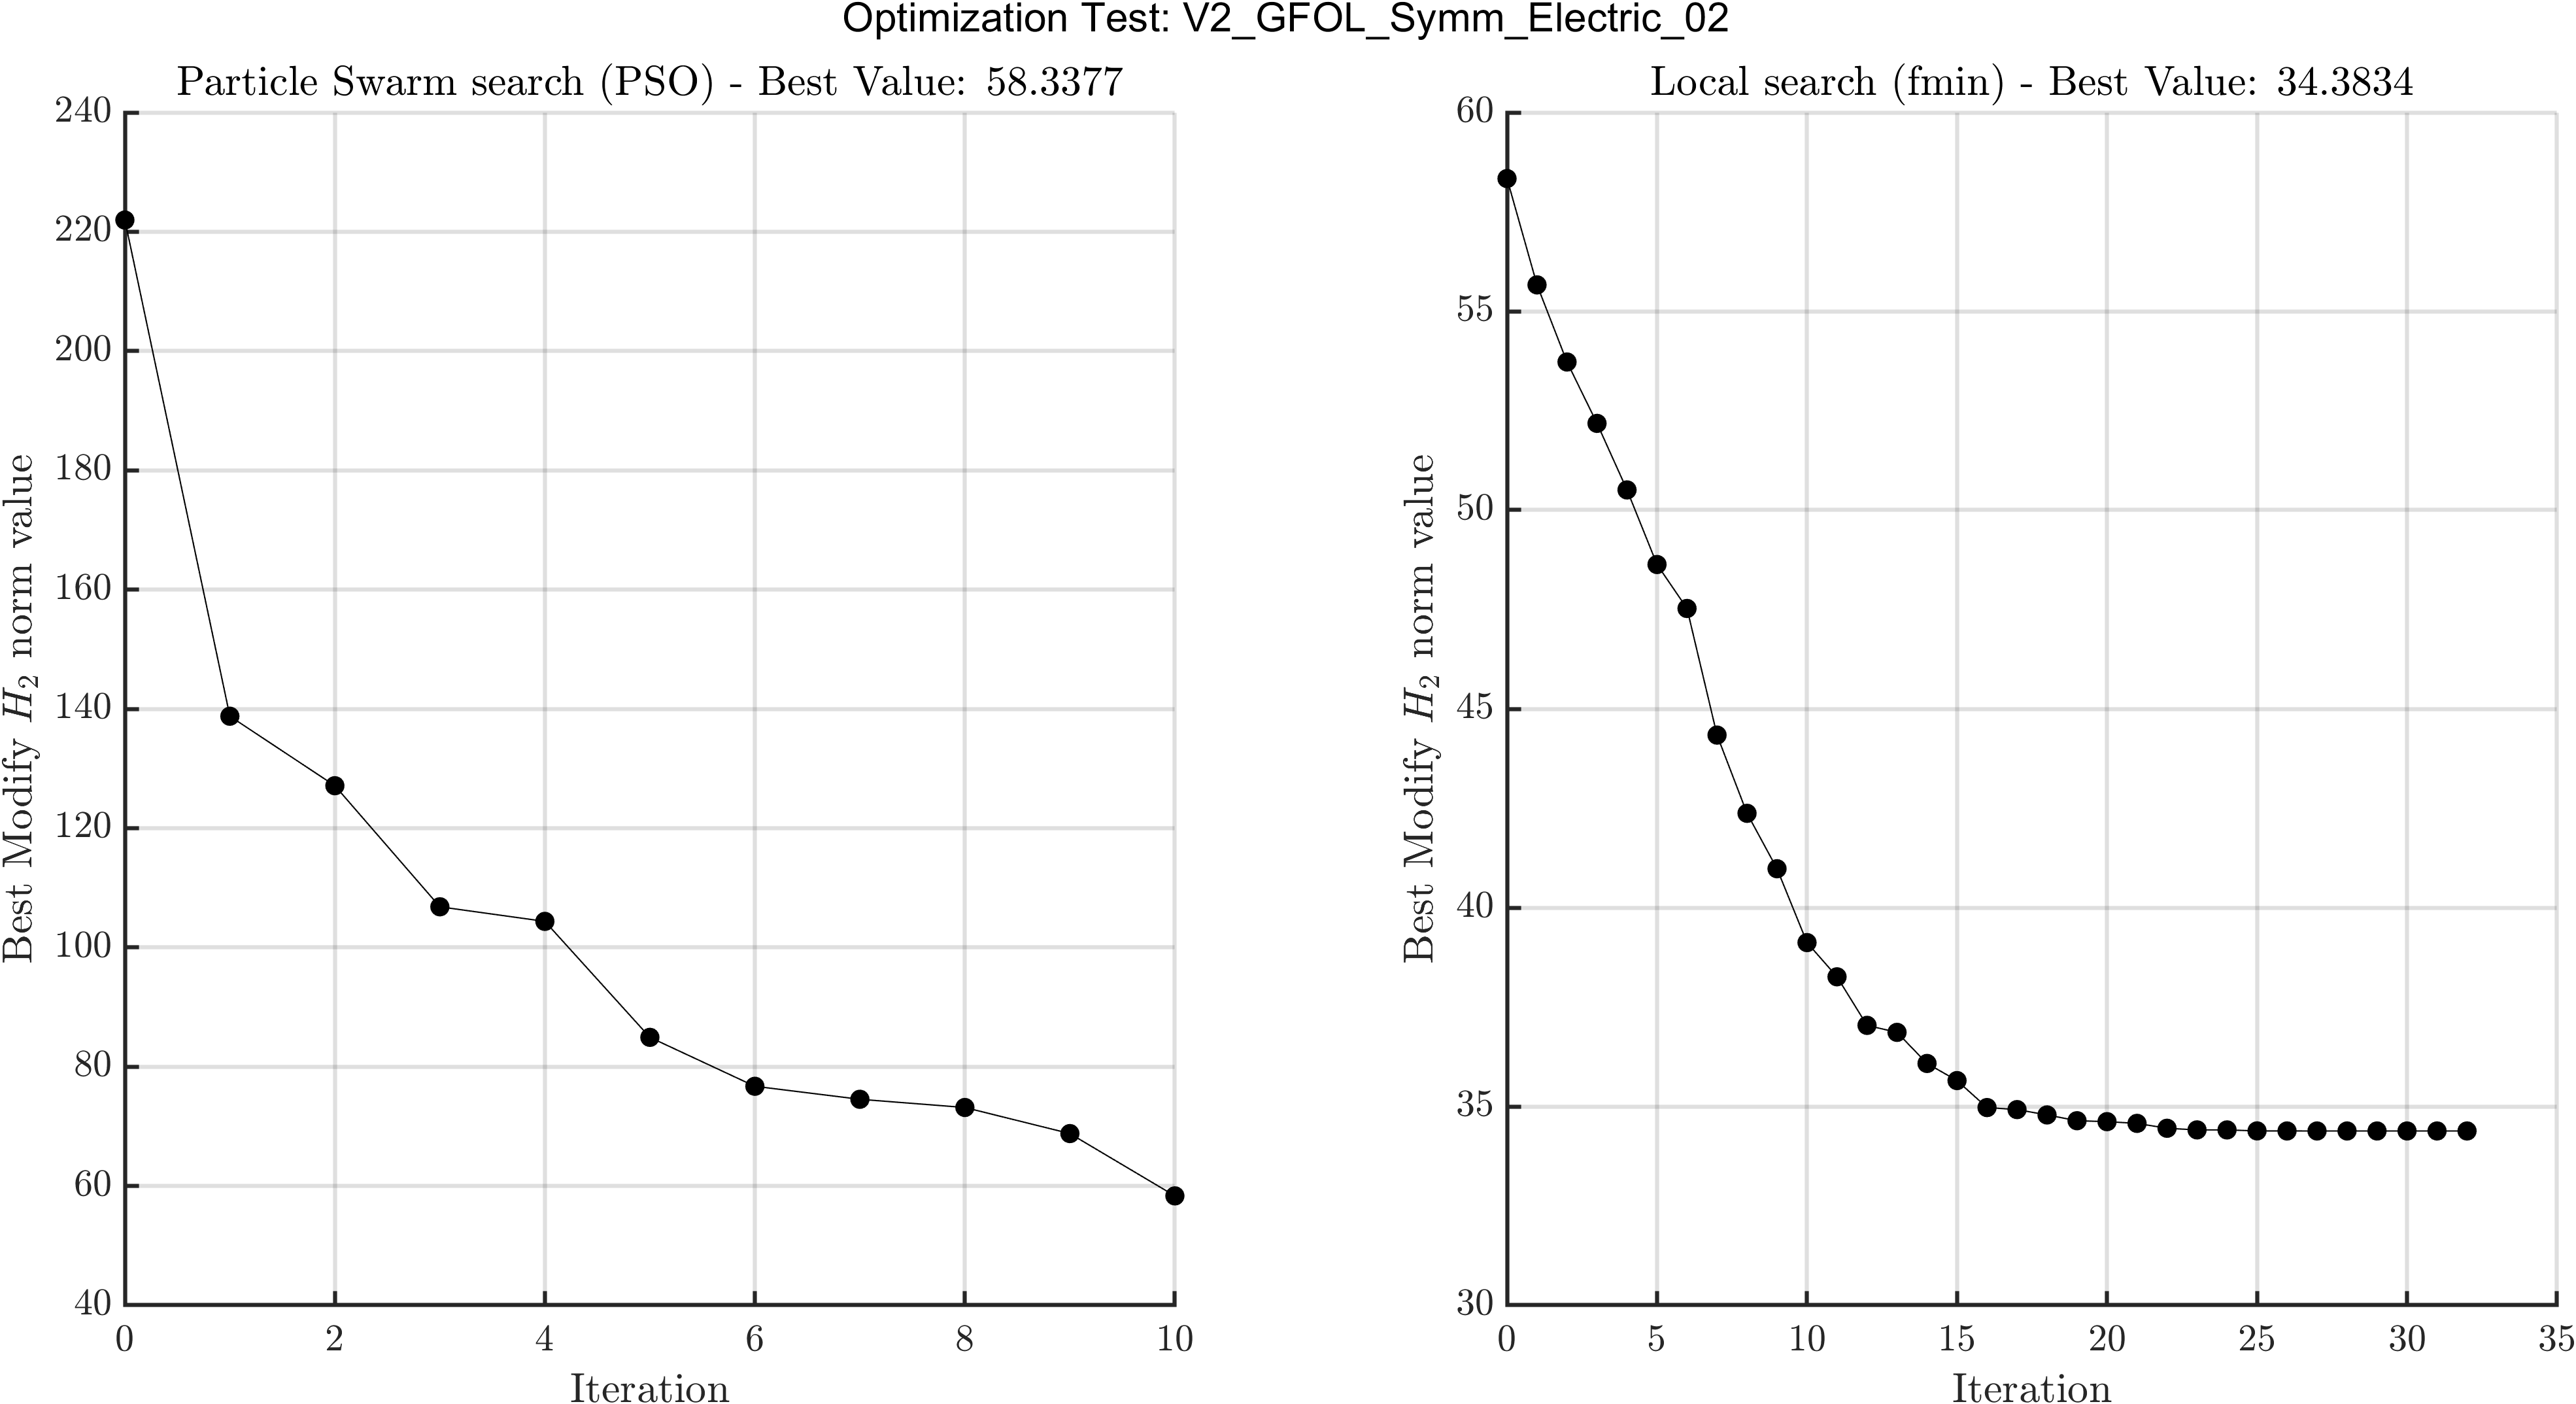 Optimization Test: V2_GFOL_Symm_Electric_02
Particle Swarm search (PSO) - Best Value: 58.3377
240
220
200
180
160
140
120
100
80
60
40
0 2 4 6 8 10
Iteration
Best Modify H₂ norm value
Local search (fmin) - Best Value: 34.3834
60
55
50
45
40
35
30
0 5 10 15 20 25 30 35
Iteration
Best Modify H₂ norm value